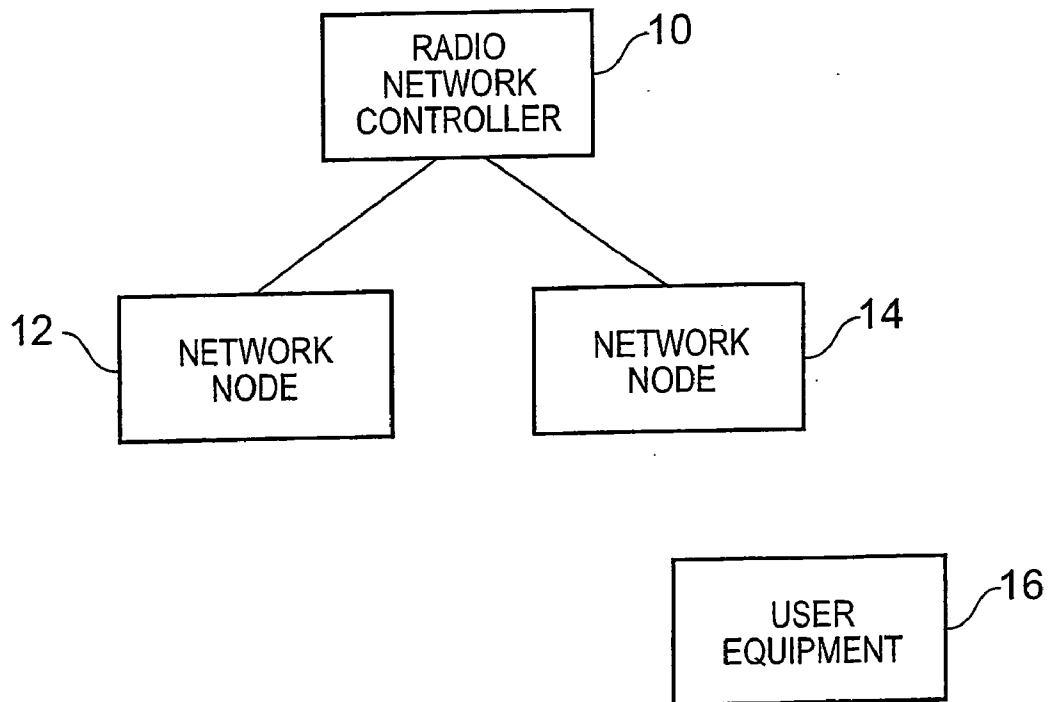 RADIO
NETWORK
CONTROLLER
10
12
NETWORK
NODE
NETWORK
NODE
14
USER
EQUIPMENT
16